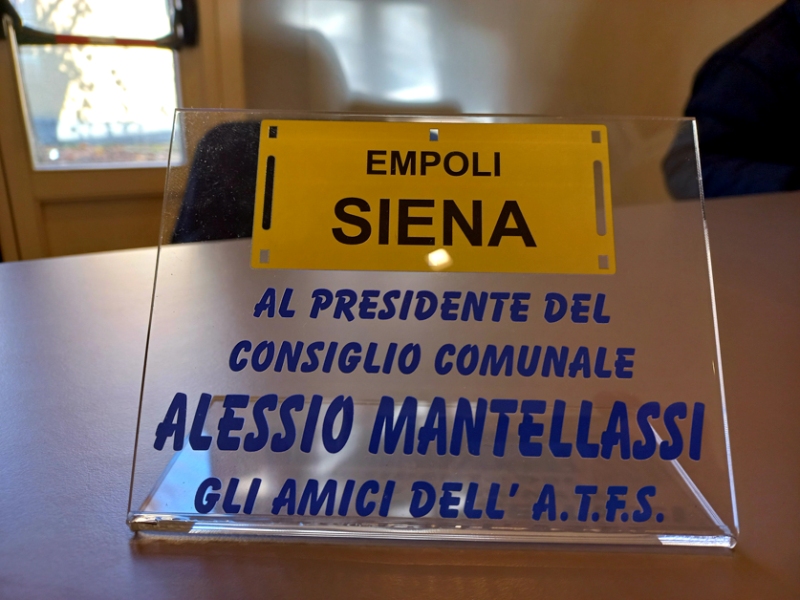 EMPOLI
SIENA
AL PRESIDENTE DEL
CONSIGLIO COMUNALE
ALESSIO MANTELLASSI
GLI AMICI DELL' A.T.F.S.